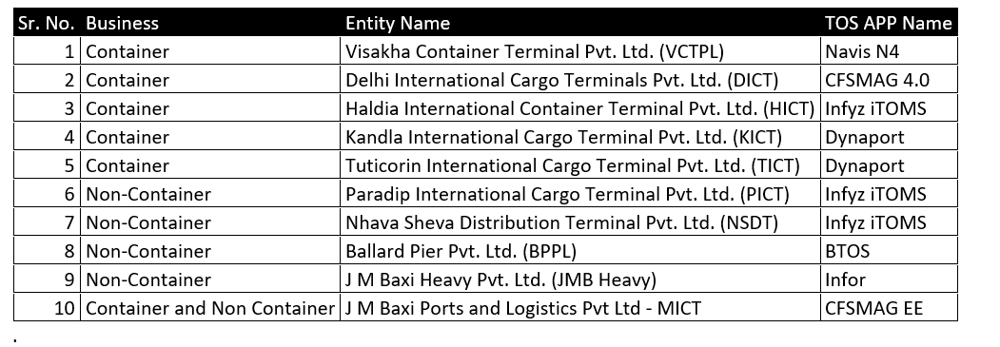 Sr. No. Business Entity Name TOS APP Name
1 Container Visakha Container Terminal Pvt. Ltd. (VCTPL) Navis N4
2 Container Delhi International Cargo Terminals Pvt. Ltd. (DICT) CFSMAG 4.0
3 Container Haldia International Container Terminal Pvt. Ltd. (HICT) Infyz iTOMS
4 Container Kandla International Cargo Terminal Pvt. Ltd. (KICT) Dynaport
5 Container Tuticorin International Cargo Terminal Pvt. Ltd. (TICT) Dynaport
6 Non-Container Paradip International Cargo Terminal Pvt. Ltd. (PICT) Infyz iTOMS
7 Non-Container Nhava Sheva Distribution Terminal Pvt. Ltd. (NSDT) Infyz iTOMS
8 Non-Container Ballard Pier Pvt. Ltd. (BPPL) BTOS
9 Non-Container J M Baxi Heavy Pvt. Ltd. (JMB Heavy) Infor
10 Container and Non Container J M Baxi Ports and Logistics Pvt Ltd - MICT CFSMAG EE
.